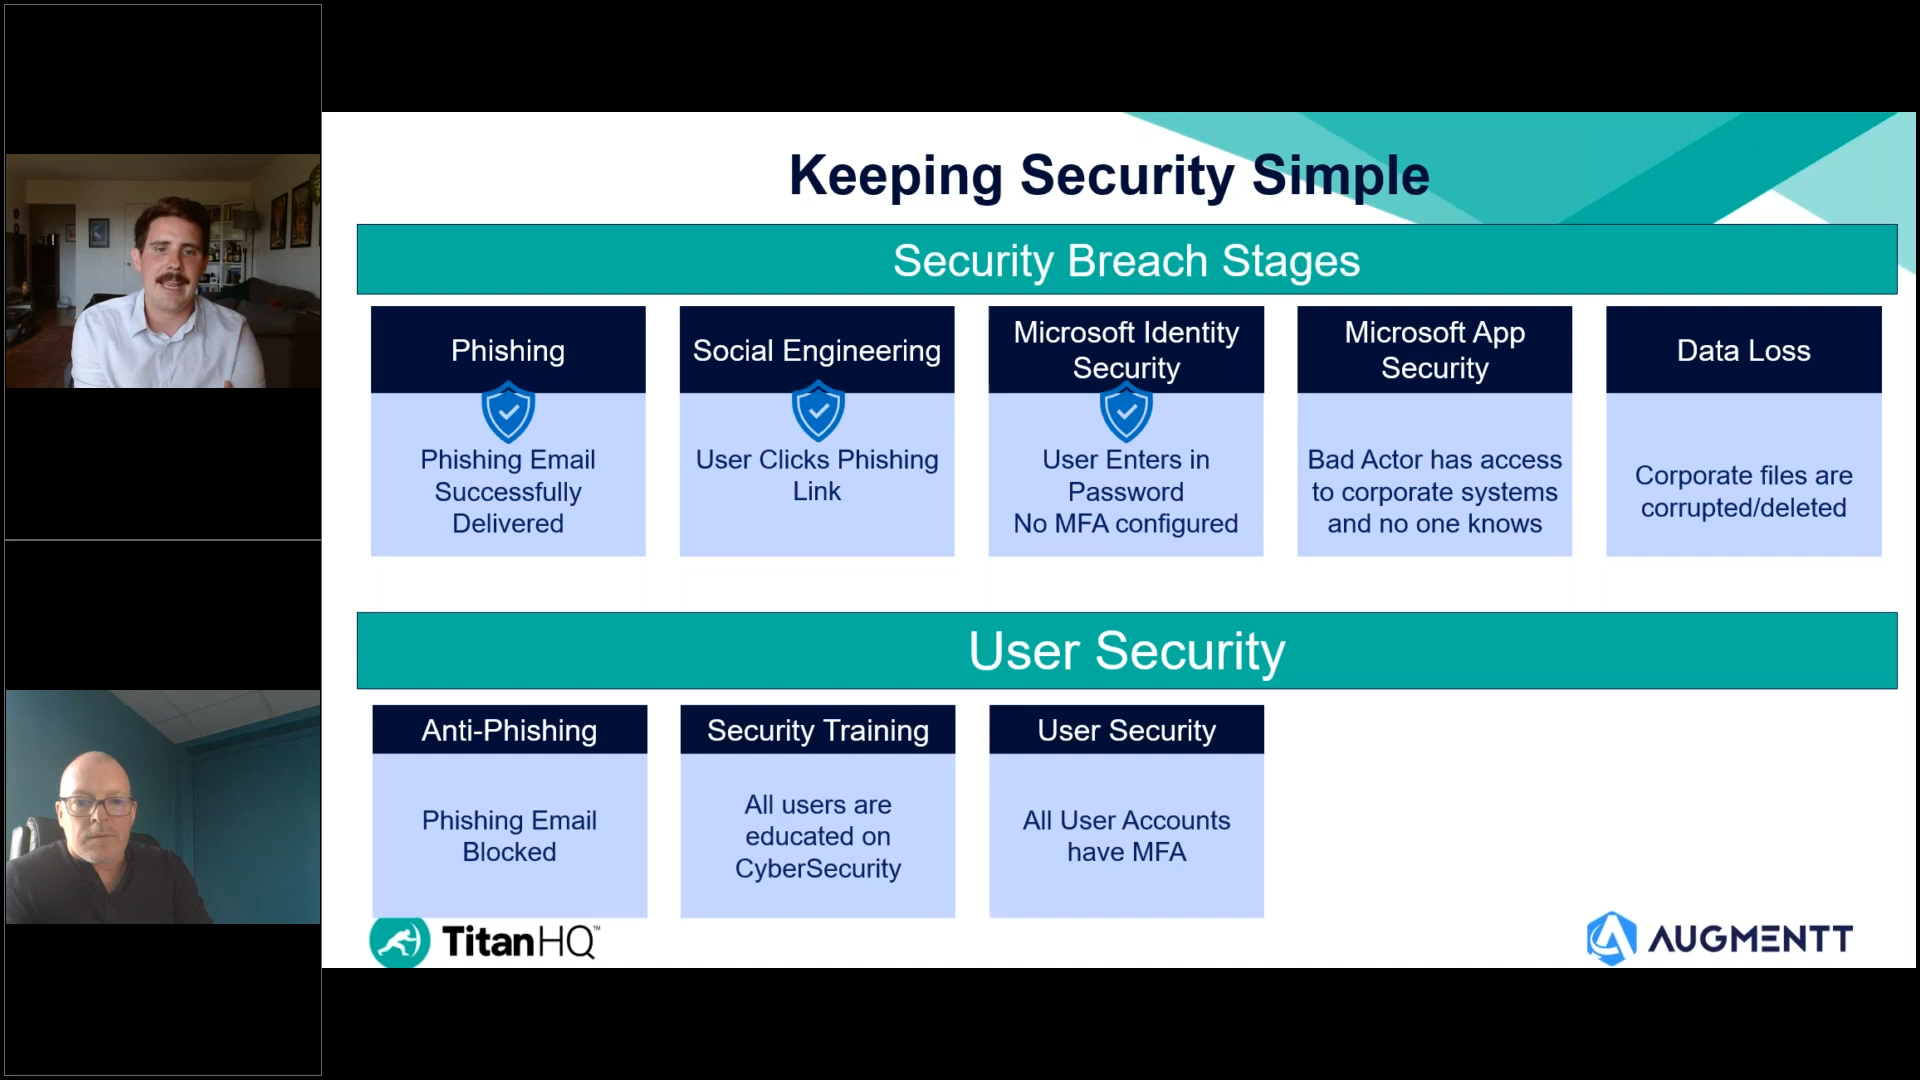 Keeping Security Simple
Security Breach Stages
Phishing
Phishing Email
Successfully
Delivered
Social Engineering
User Clicks Phishing
Link
Microsoft Identity
Security
User Enters in
Password
No MFA configured
Microsoft App
Security
Bad Actor has access
to corporate systems
and no one knows
Data Loss
Corporate files are
corrupted/deleted
User Security
Anti-Phishing
Phishing Email
Blocked
Security Training
All users are
educated on
CyberSecurity
User Security
All User Accounts
have MFA
TitanHQ™
AUGMENTT